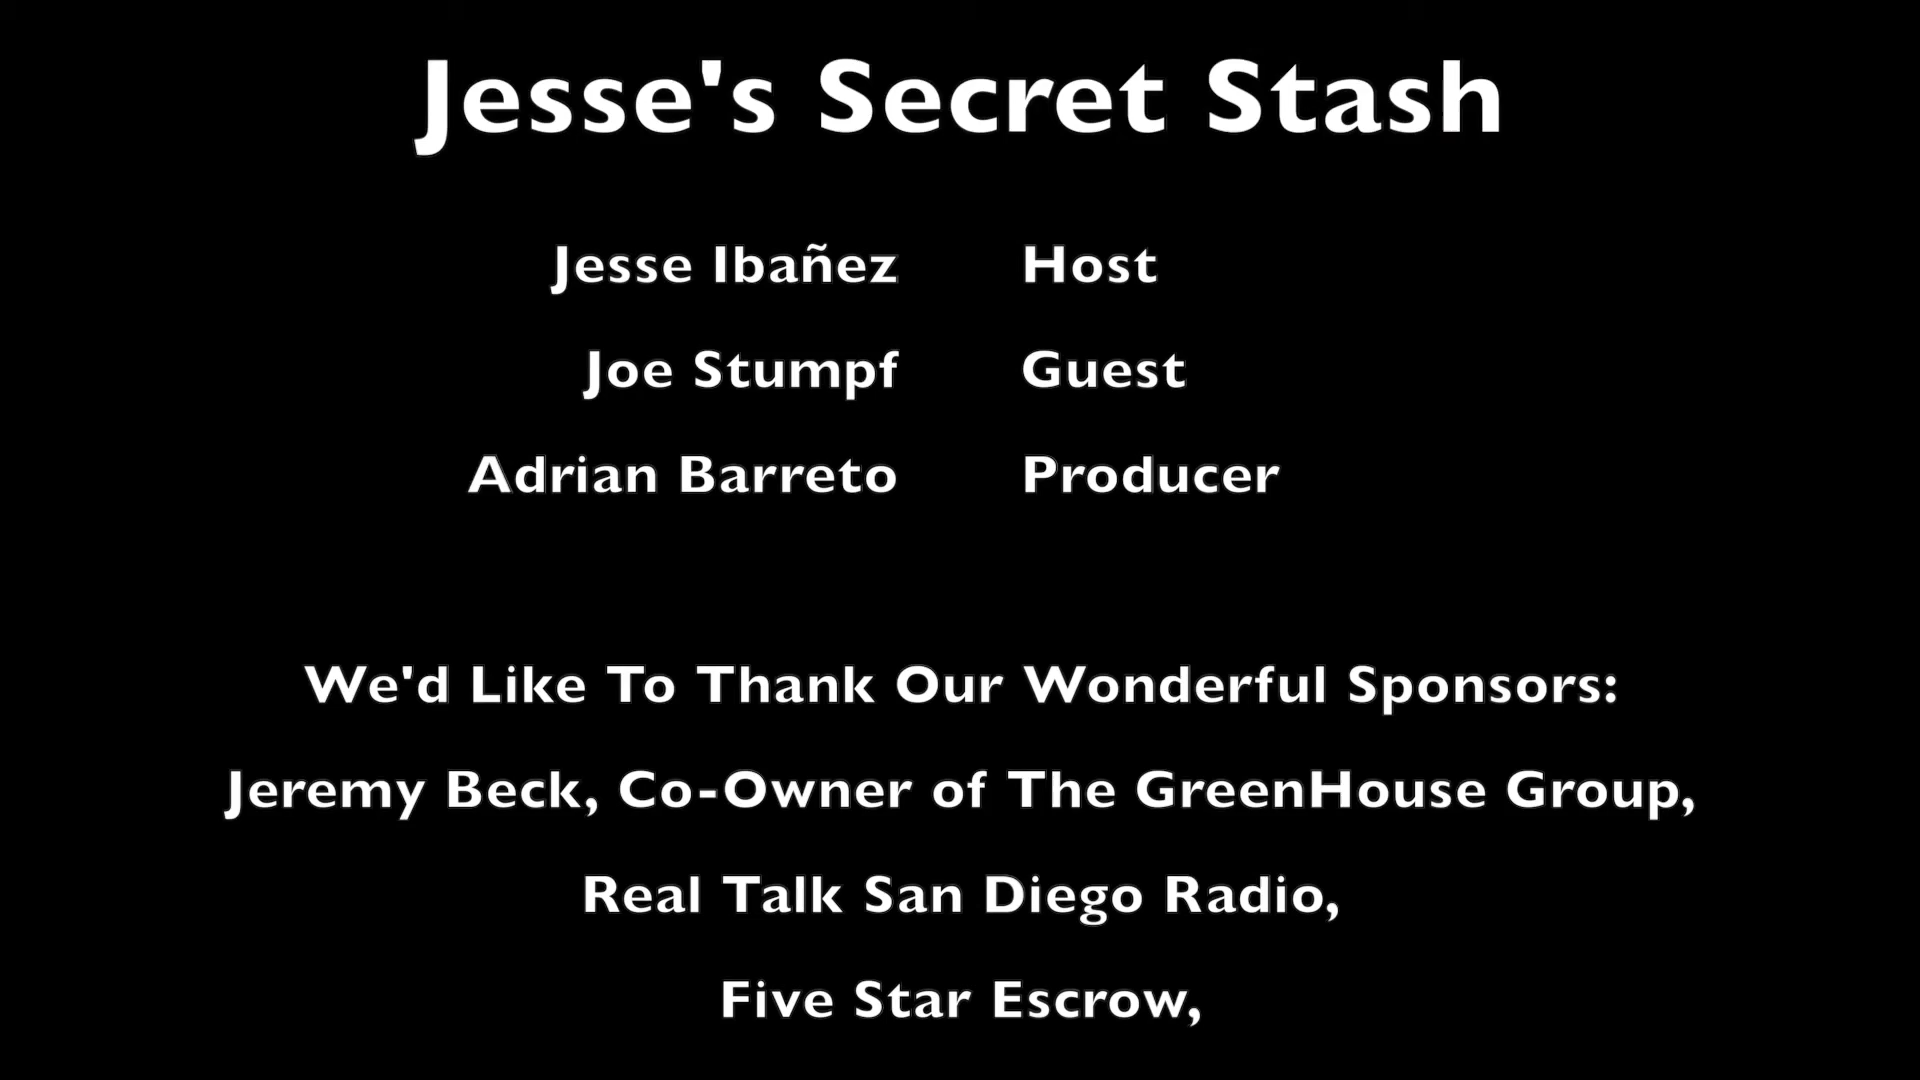 Jesse's Secret Stash
Jesse Ibañez Host
Joe Stumpf Guest
Adrian Barreto Producer
We'd Like To Thank Our Wonderful Sponsors:
Jeremy Beck, Co-Owner of The GreenHouse Group,
Real Talk San Diego Radio,
Five Star Escrow,